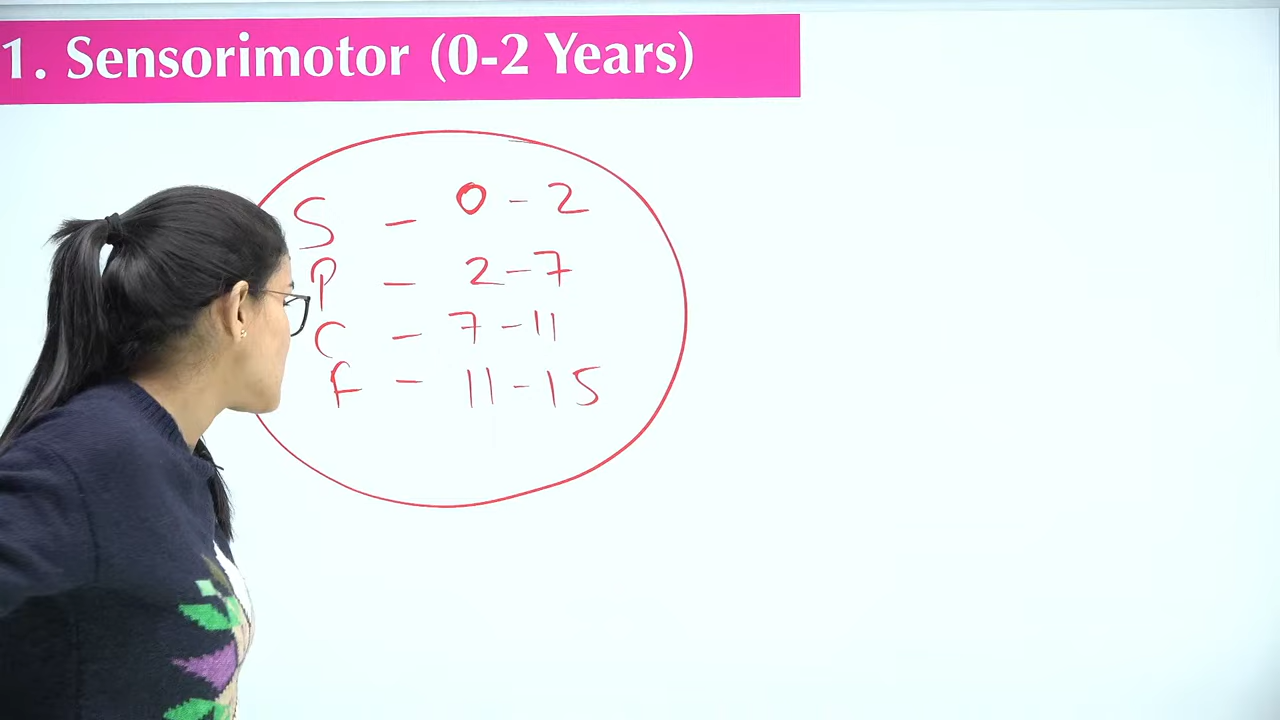 1. Sensorimotor (0-2 Years)
S - 0 - 2
P - 2 - 7
C - 7 - 11
F - 11 - 15